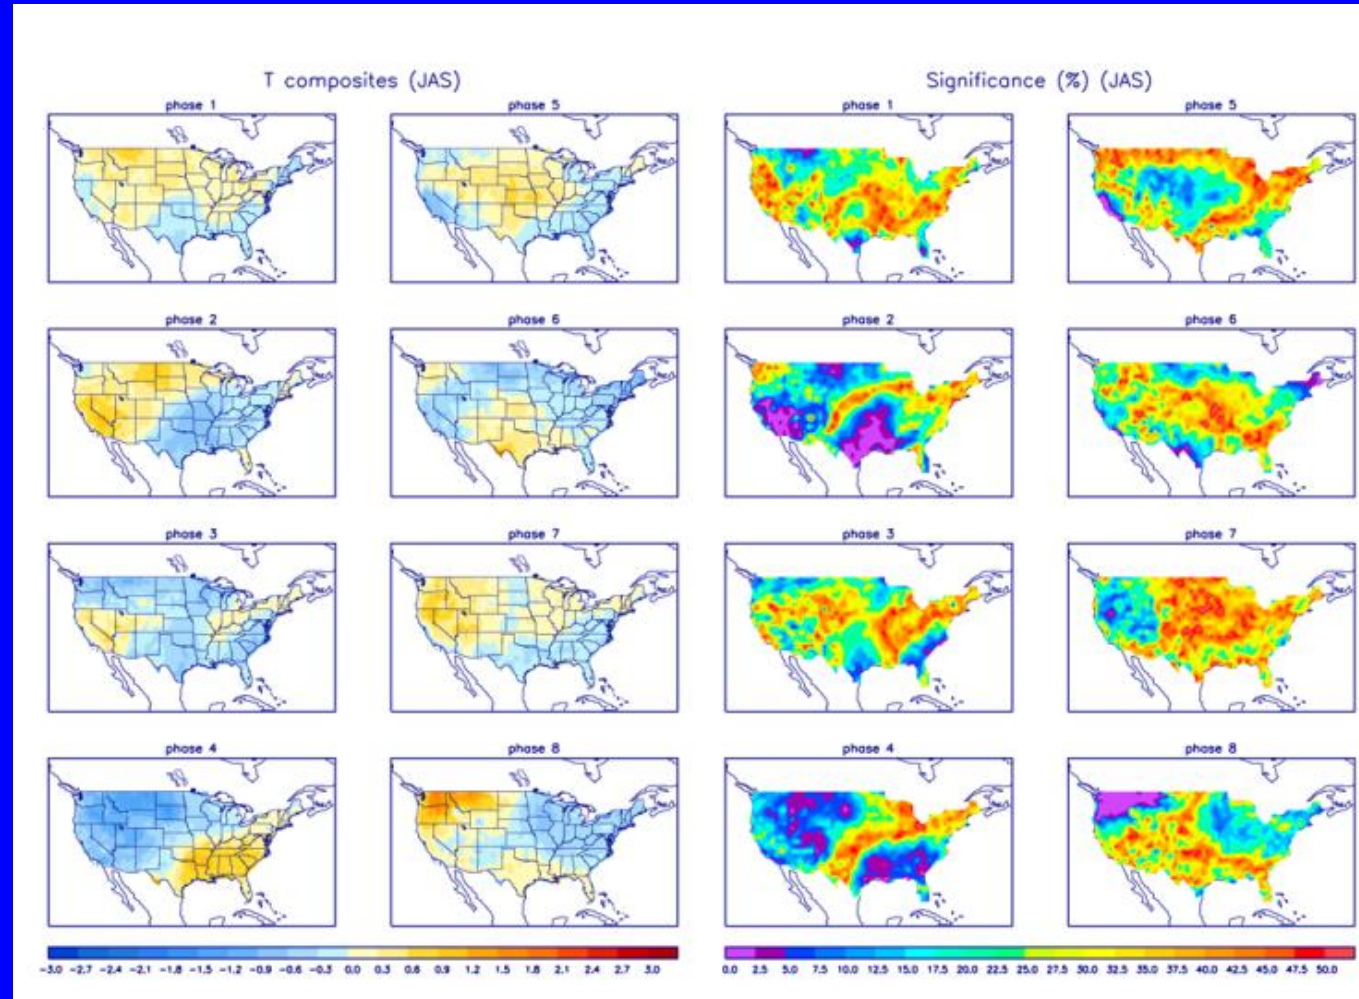 T composites (JAS)
Significance (%) (JAS)
phase 1
phase 5
phase 1
phase 5
phase 2
phase 6
phase 2
phase 6
phase 3
phase 7
phase 3
phase 7
phase 4
phase 8
phase 4
phase 8
-3.0 -2.7 -2.4 -2.1 -1.8 -1.5 -1.2 -0.9 -0.6 -0.3 0.0 0.3 0.6 0.9 1.2 1.5 1.8 2.1 2.4 2.7 3.0
0.0 2.5 5.0 7.5 10.0 12.5 15.0 17.5 20.0 22.5 25.0 27.5 30.0 32.5 35.0 37.5 40.0 42.5 45.0 47.5 50.0